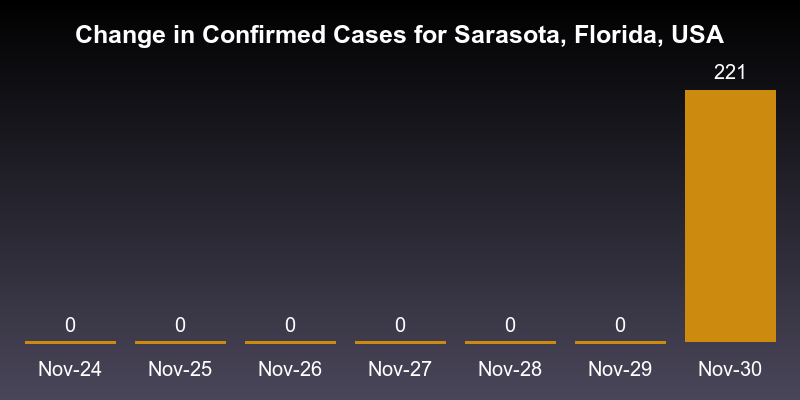 Change in Confirmed Cases for Sarasota, Florida, USA
221
0 0 0 0 0 0
Nov-24 Nov-25 Nov-26 Nov-27 Nov-28 Nov-29 Nov-30